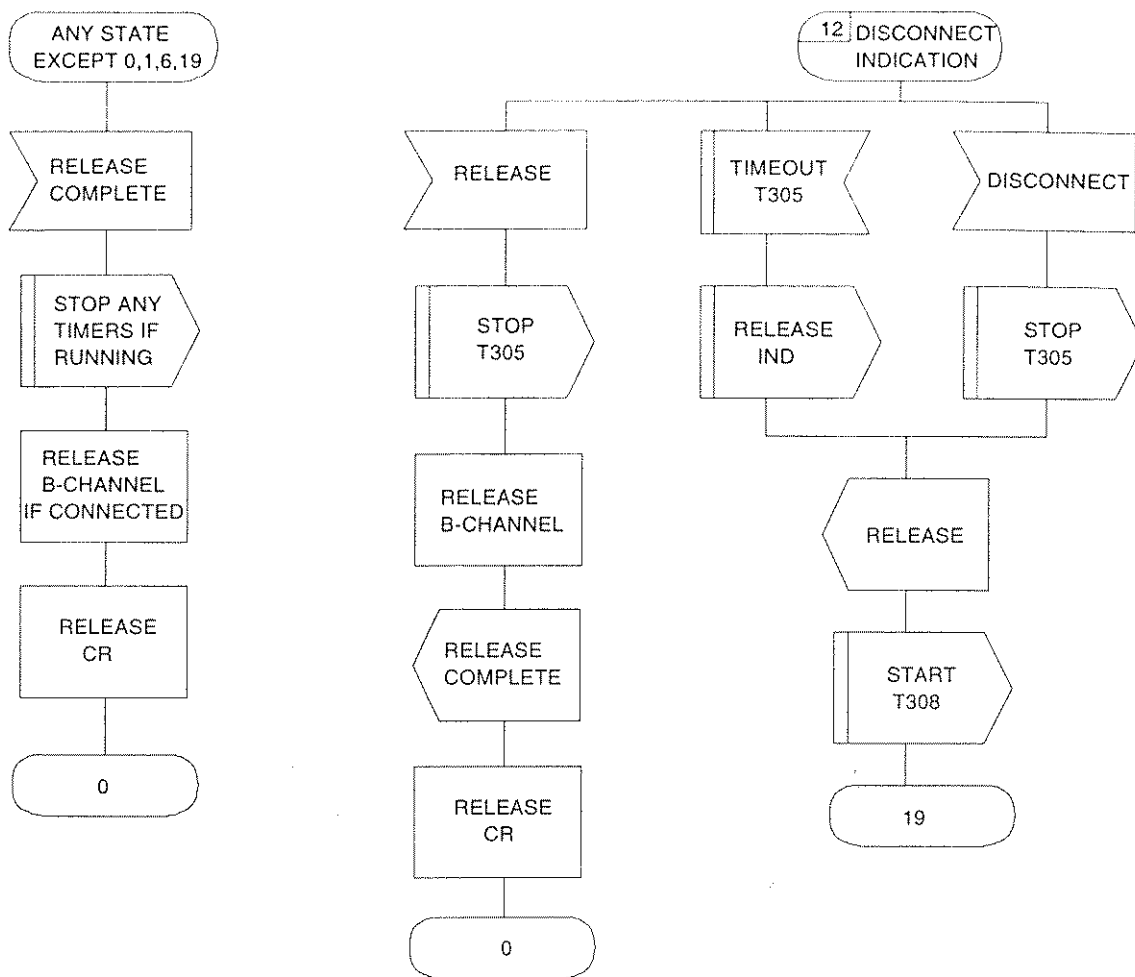 ANY STATE
EXCEPT 0,1,6,19
RELEASE
COMPLETE
STOP ANY
TIMERS IF
RUNNING
RELEASE
B-CHANNEL
IF CONNECTED
RELEASE
CR
0
12 DISCONNECT
INDICATION
RELEASE
STOP
T305
RELEASE
B-CHANNEL
RELEASE
COMPLETE
RELEASE
CR
0
TIMEOUT
T305
RELEASE
IND
DISCONNECT
STOP
T305
RELEASE
START
T308
19